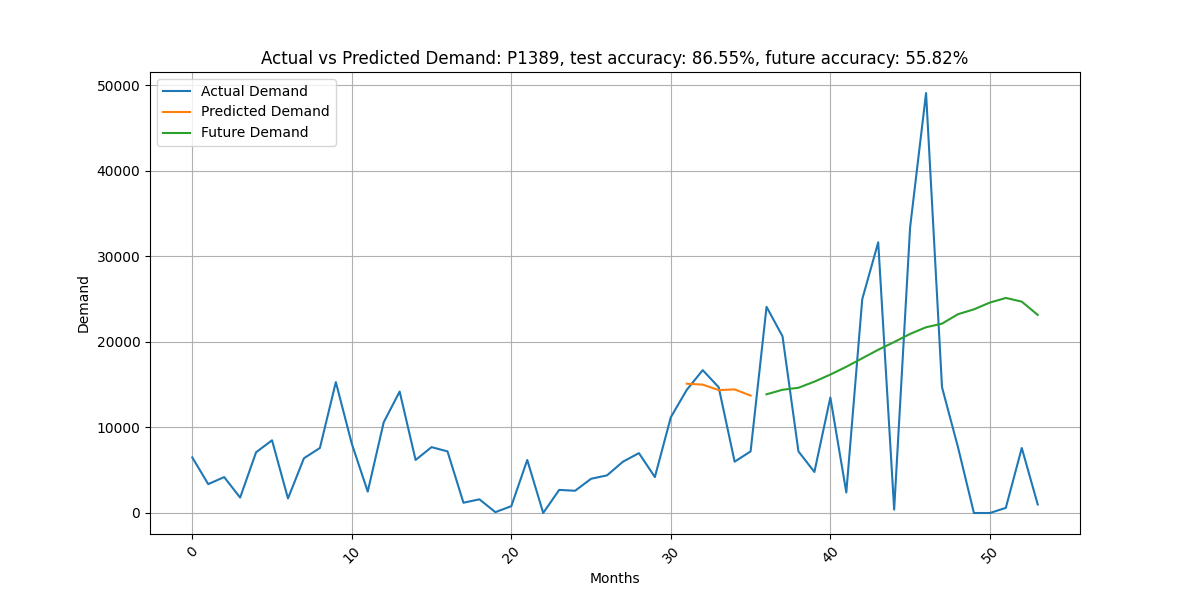 Actual vs Predicted Demand: P1389, test accuracy: 86.55%, future accuracy: 55.82%
Actual Demand
Predicted Demand
Future Demand
50000
40000
30000
20000
10000
0
Demand
0
10
20
30
40
50
Months